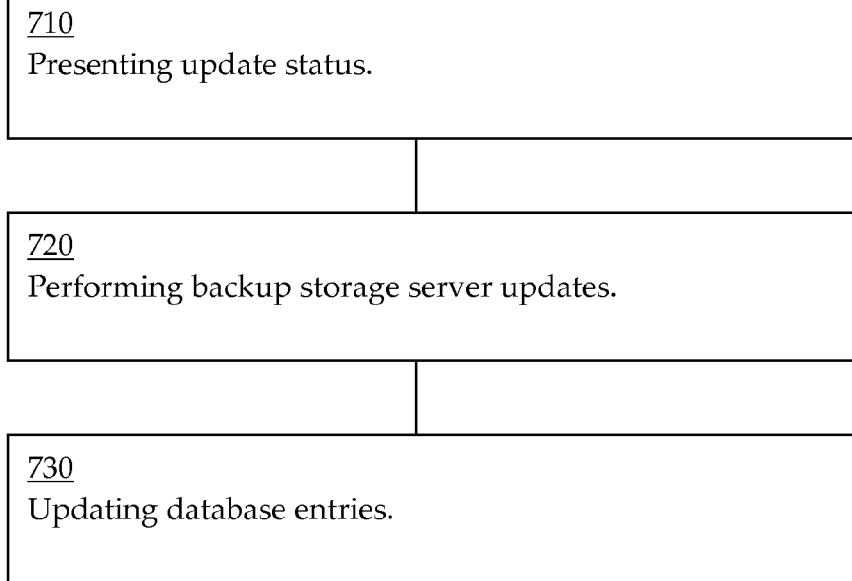 710
Presenting update status.
720
Performing backup storage server updates.
730
Updating database entries.